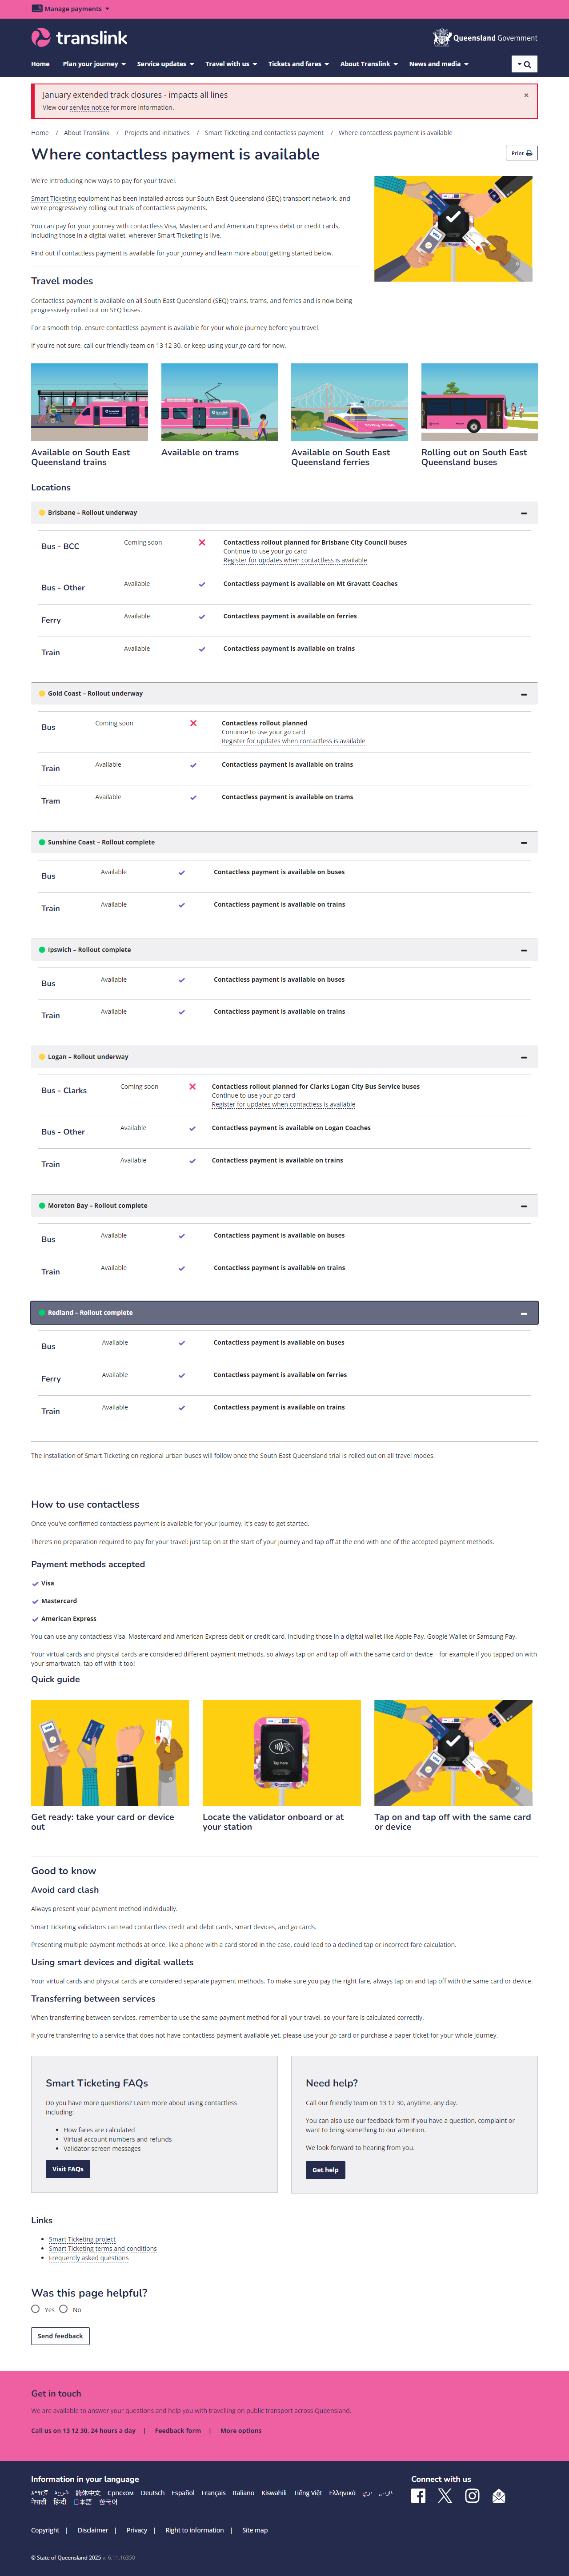 Manage payments
translink
Queensland Government
Home Plan your journey Service updates Travel with us Tickets and fares About Translink News and media
January extended track closures - impacts all lines
×
View our service notice for more information.
Home / About Translink / Projects and initiatives / Smart Ticketing and contactless payment / Where contactless payment is available
Where contactless payment is available
Print
We're introducing new ways to pay for your travel.
Smart Ticketing equipment has been installed across our South East Queensland (SEQ) transport network, and
we're progressively rolling out trials of contactless payments.
You can pay for your journey with contactless Visa, Mastercard and American Express debit or credit cards,
including those in a digital wallet, wherever Smart Ticketing is live.
Find out if contactless payment is available for your journey and learn more about getting started below.
Travel modes
Contactless payment is available on all South East Queensland (SEQ) trains, trams, and ferries and is now being
progressively rolled out on SEQ buses.
For a smooth trip, ensure contactless payment is available for your whole journey before you travel.
If you're not sure, call our friendly team on 13 12 30, or keep using your go card for now.
Available on South East
Queensland trains
Available on trams
Available on South East
Queensland ferries
Rolling out on South East
Queensland buses
Locations
Brisbane – Rollout underway
Bus - BCC Coming soon Contactless rollout planned for Brisbane City Council buses
Continue to use your go card
Register for updates when contactless is available
Bus - Other Available Contactless payment is available on Mt Gravatt Coaches
Ferry Available Contactless payment is available on ferries
Train Available Contactless payment is available on trains
Gold Coast – Rollout underway
Bus Coming soon Contactless rollout planned
Continue to use your go card
Register for updates when contactless is available
Train Available Contactless payment is available on trains
Tram Available Contactless payment is available on trams
Sunshine Coast – Rollout complete
Bus Available Contactless payment is available on buses
Train Available Contactless payment is available on trains
Ipswich – Rollout complete
Bus Available Contactless payment is available on buses
Train Available Contactless payment is available on trains
Logan – Rollout underway
Bus - Clarks Coming soon Contactless rollout planned for Clarks Logan City Bus Service buses
Continue to use your go card
Register for updates when contactless is available
Bus - Other Available Contactless payment is available on Logan Coaches
Train Available Contactless payment is available on trains
Moreton Bay – Rollout complete
Bus Available Contactless payment is available on buses
Train Available Contactless payment is available on trains
Redland – Rollout complete
Bus Available Contactless payment is available on buses
Ferry Available Contactless payment is available on ferries
Train Available Contactless payment is available on trains
The installation of Smart Ticketing on regional urban buses will follow once the South East Queensland trial is rolled out on all travel modes.
How to use contactless
Once you've confirmed contactless payment is available for your journey, it's easy to get started.
There's no preparation required to pay for your travel: just tap on at the start of your journey and tap off at the end with one of the accepted payment methods.
Payment methods accepted
Visa
Mastercard
American Express
You can use any contactless Visa, Mastercard and American Express debit or credit card, including those in a digital wallet like Apple Pay, Google Wallet or Samsung Pay.
Your virtual cards and physical cards are considered different payment methods, so always tap on and tap off with the same card or device – for example if you tapped on with
your smartwatch, tap off with it too!
Quick guide
Tap here
Get ready: take your card or device
out
Locate the validator onboard or at
your station
Tap on and tap off with the same card
or device
Good to know
Avoid card clash
Always present your payment method individually.
Smart Ticketing validators can read contactless credit and debit cards, smart devices, and go cards.
Presenting multiple payment methods at once, like a phone with a card stored in the case, could lead to a declined tap or incorrect fare calculation.
Using smart devices and digital wallets
Your virtual cards and physical cards are considered separate payment methods. To make sure you pay the right fare, always tap on and tap off with the same card or device.
Transferring between services
When transferring between services, remember to use the same payment method for all your travel, so your fare is calculated correctly.
If you're transferring to a service that does not have contactless payment available yet, please use your go card or purchase a paper ticket for your whole journey.
Smart Ticketing FAQs
Do you have more questions? Learn more about using contactless
including:
• How fares are calculated
• Virtual account numbers and refunds
• Validator screen messages
Visit FAQs
Need help?
Call our friendly team on 13 12 30, anytime, any day.
You can also use our feedback form if you have a question, complaint or
want to bring something to our attention.
We look forward to hearing from you.
Get help
Links
• Smart Ticketing project
• Smart Ticketing terms and conditions
• Frequently asked questions
Was this page helpful?
Yes No
Send feedback
Get in touch
We are available to answer your questions and help you with travelling on public transport across Queensland.
Call us on 13 12 30, 24 hours a day | Feedback form | More options
Information in your language
አማርኛ العربية 简体中文 Српском Deutsch Español Français Italiano Kiswahili Tiếng Việt Ελληνικά دری فارسی
नेपाली हिन्दी 日本語 한국어
Connect with us
Copyright | Disclaimer | Privacy | Right to information | Site map
© State of Queensland 2025 v. 6.11.16350